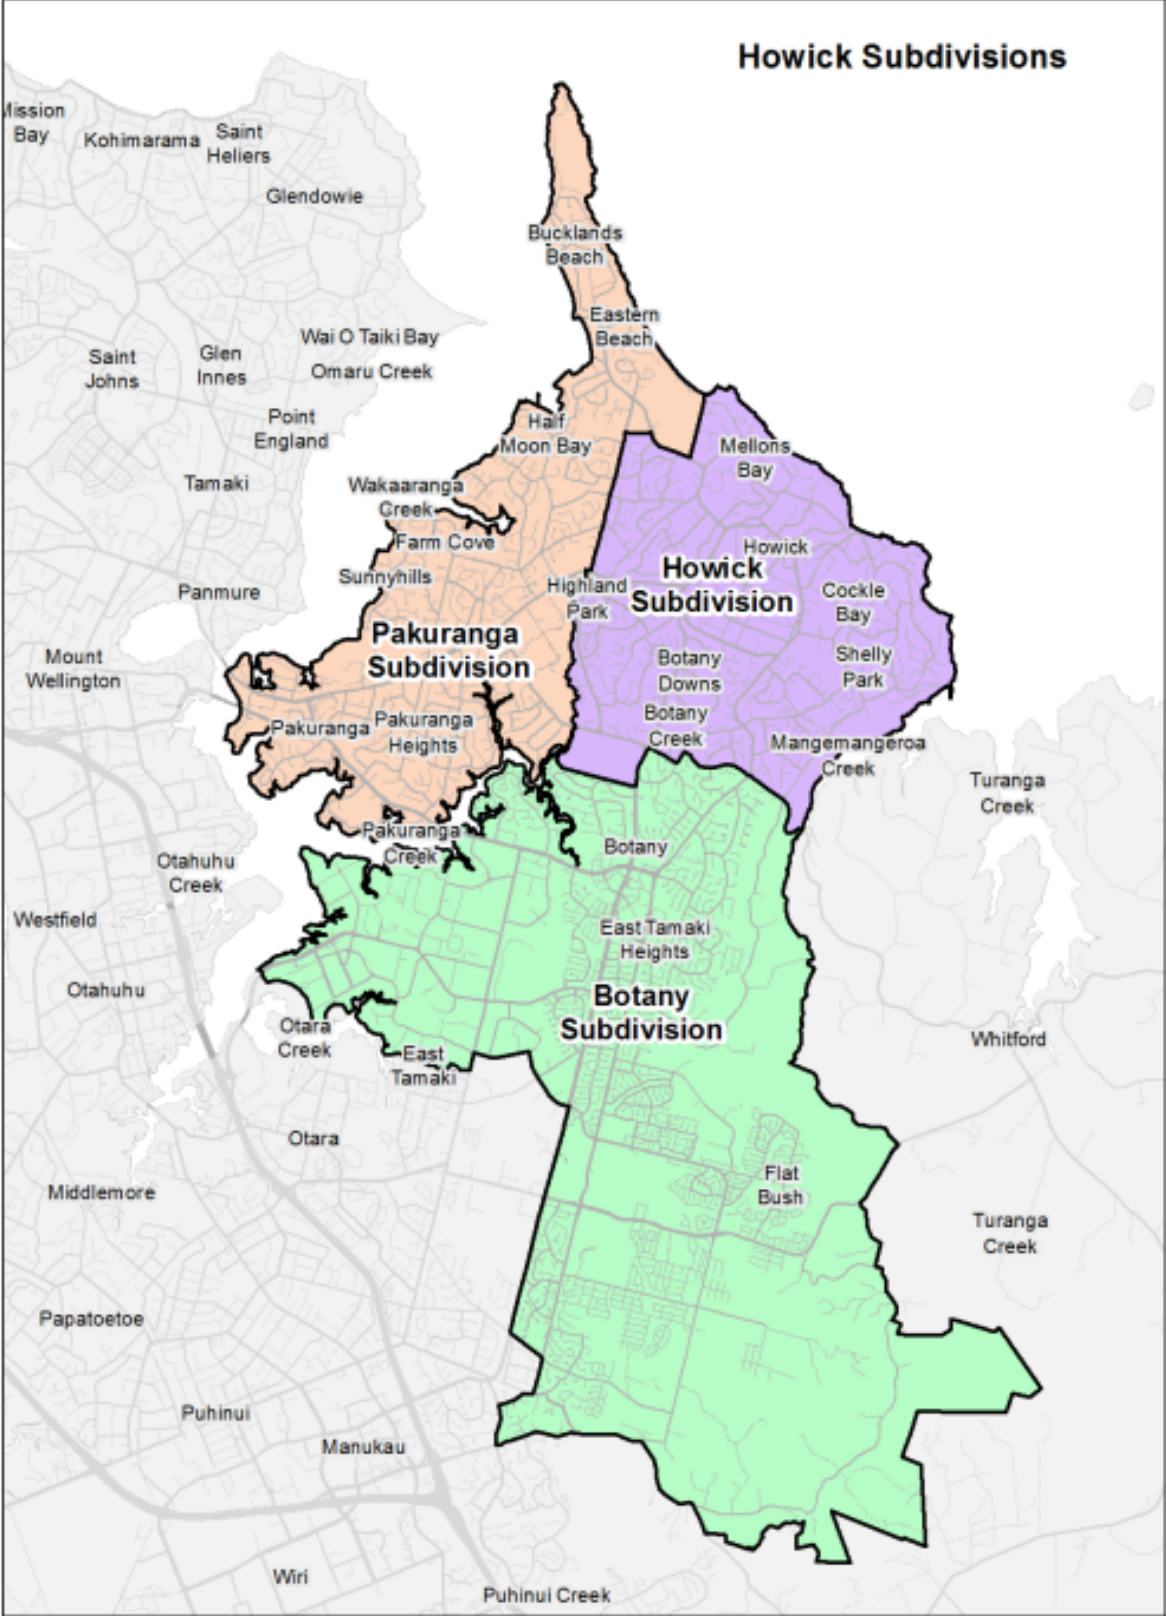 Howick Subdivisions
Mission
Bay
Kohimarama
Saint
Heliers
Glendowie
Bucklands
Beach
Eastern
Beach
Wai O Taiki Bay
Omaru Creek
Saint
Johns
Glen
Innes
Point
England
Half
Moon Bay
Mellons
Bay
Tamaki
Wakaaranga
Creek
Farm Cove
Sunnyhills
Howick
Howick
Subdivision
Highland
Park
Cockle
Bay
Panmure
Pakuranga
Subdivision
Mount
Wellington
Botany
Downs
Shelly
Park
Pakuranga
Pakuranga
Heights
Botany
Creek
Mangemangeroa
Creek
Turanga
Creek
Pakuranga
Creek
Botany
Otahuhu
Creek
Westfield
East Tamaki
Heights
Otahuhu
Botany
Subdivision
Otara
Creek
East
Tamaki
Whitford
Otara
Middlemore
Flat
Bush
Turanga
Creek
Papatoetoe
Puhinui
Manukau
Wiri
Puhinui Creek